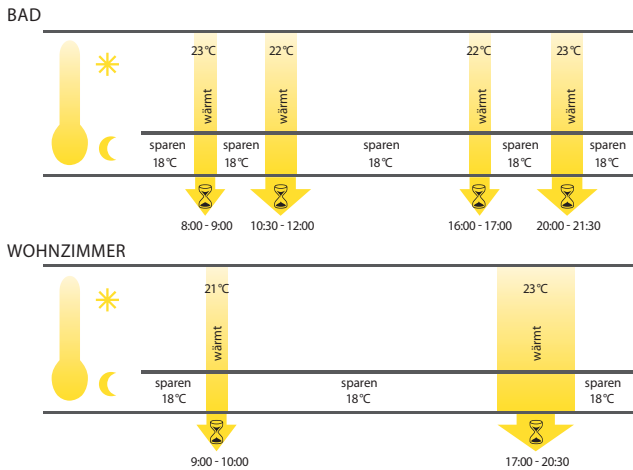 BAD
23°C 22°C 22°C 23°C
wärmt wärmt wärmt wärmt
sparen sparen sparen sparen sparen
18°C 18°C 18°C 18°C 18°C
8:00 - 9:00 10:30 - 12:00 16:00 - 17:00 20:00 - 21:30
WOHNZIMMER
21°C 23°C
wärmt wärmt
sparen sparen sparen
18°C 18°C 18°C
9:00 - 10:00 17:00 - 20:30